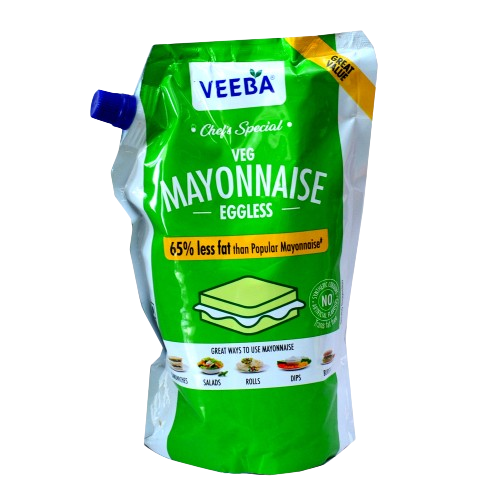 GREAT
VALUE
VEEBA
Chef's Special
VEG
MAYONNAISE
EGGLESS
65% less fat than Popular Mayonnaise*
NO
GREAT WAYS TO USE MAYONNAISE
SALADS
ROLLS
DIPS